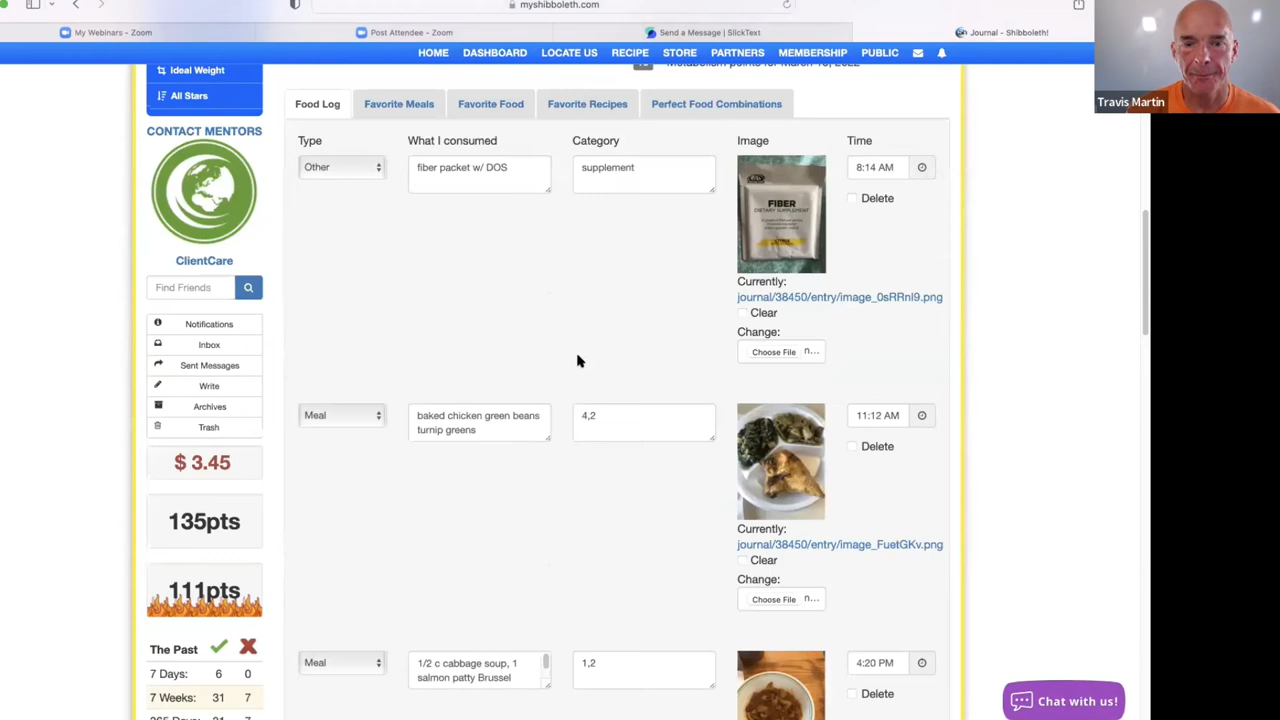 myshibboleth.com
My Webinars - Zoom
Post Attendee - Zoom
Send a Message | SlickText
Journal - Shibboleth!
HOME DASHBOARD LOCATE US RECIPE STORE PARTNERS MEMBERSHIP PUBLIC
Travis Martin
Ideal Weight
All Stars
CONTACT MENTORS
ClientCare
Find Friends
Notifications
Inbox
Sent Messages
Write
Archives
Trash
$ 3.45
135pts
111pts
The Past
7 Days: 6 0
7 Weeks: 31 7
Food Log Favorite Meals Favorite Food Favorite Recipes Perfect Food Combinations
Type What I consumed Category Image Time
Other fiber packet w/ DOS supplement 8:14 AM
Delete
FIBER
DIETARY SUPPLEMENT
Currently:
journal/38450/entry/image_0sRRnI9.png
Clear
Change:
Choose File n...
Meal baked chicken green beans 4,2 11:12 AM
turnip greens
Delete
Currently:
journal/38450/entry/image_FuetGKv.png
Clear
Change:
Choose File n...
Meal 1/2 c cabbage soup, 1 1,2 4:20 PM
salmon patty Brussel
Delete
Chat with us!